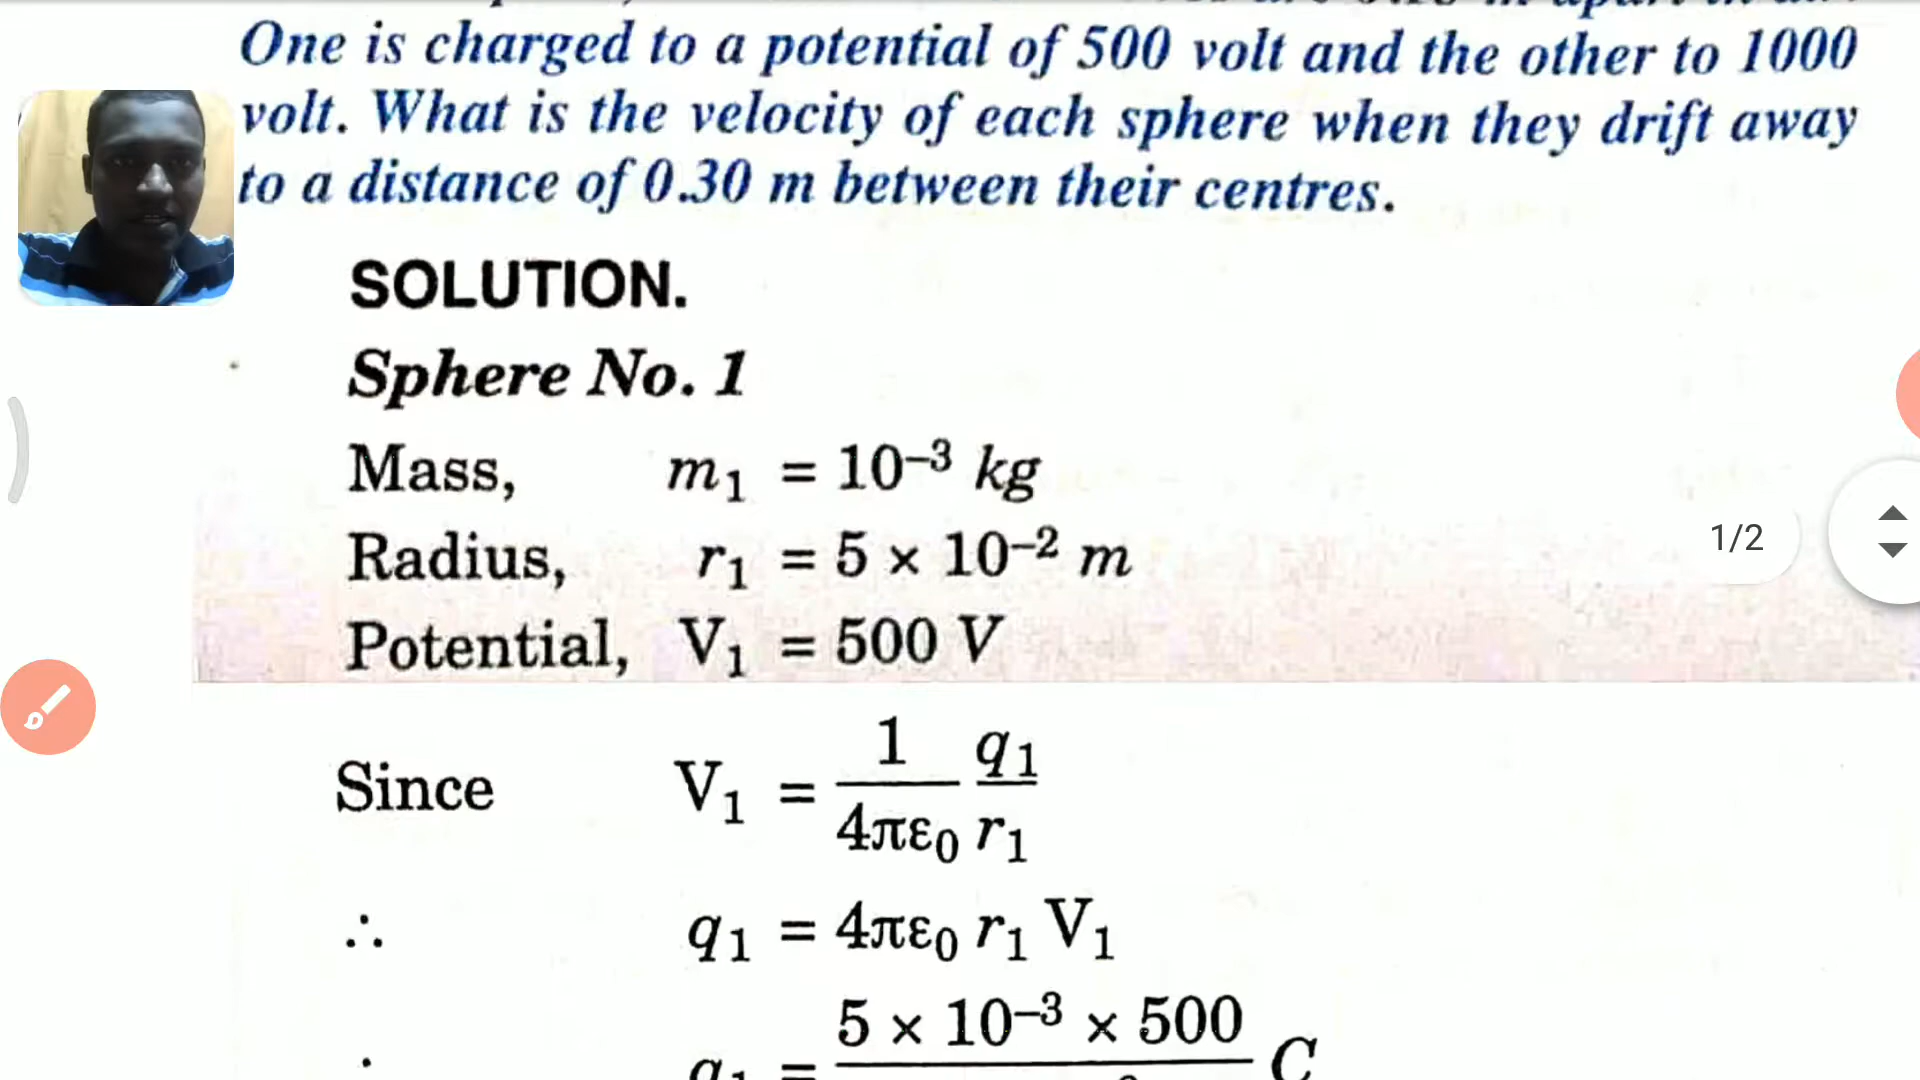 One is charged to a potential of 500 volt and the other to 1000
volt. What is the velocity of each sphere when they drift away
to a distance of 0.30 m between their centres.
SOLUTION.
Sphere No. 1
Mass, m₁ = 10⁻³ kg
Radius, r₁ = 5 × 10⁻² m
1/2
Potential, V₁ = 500 V
Since V₁ = 1/4πε₀ q₁/r₁
∴ q₁ = 4πε₀ r₁ V₁
q₁ = 5 × 10⁻³ × 500 C